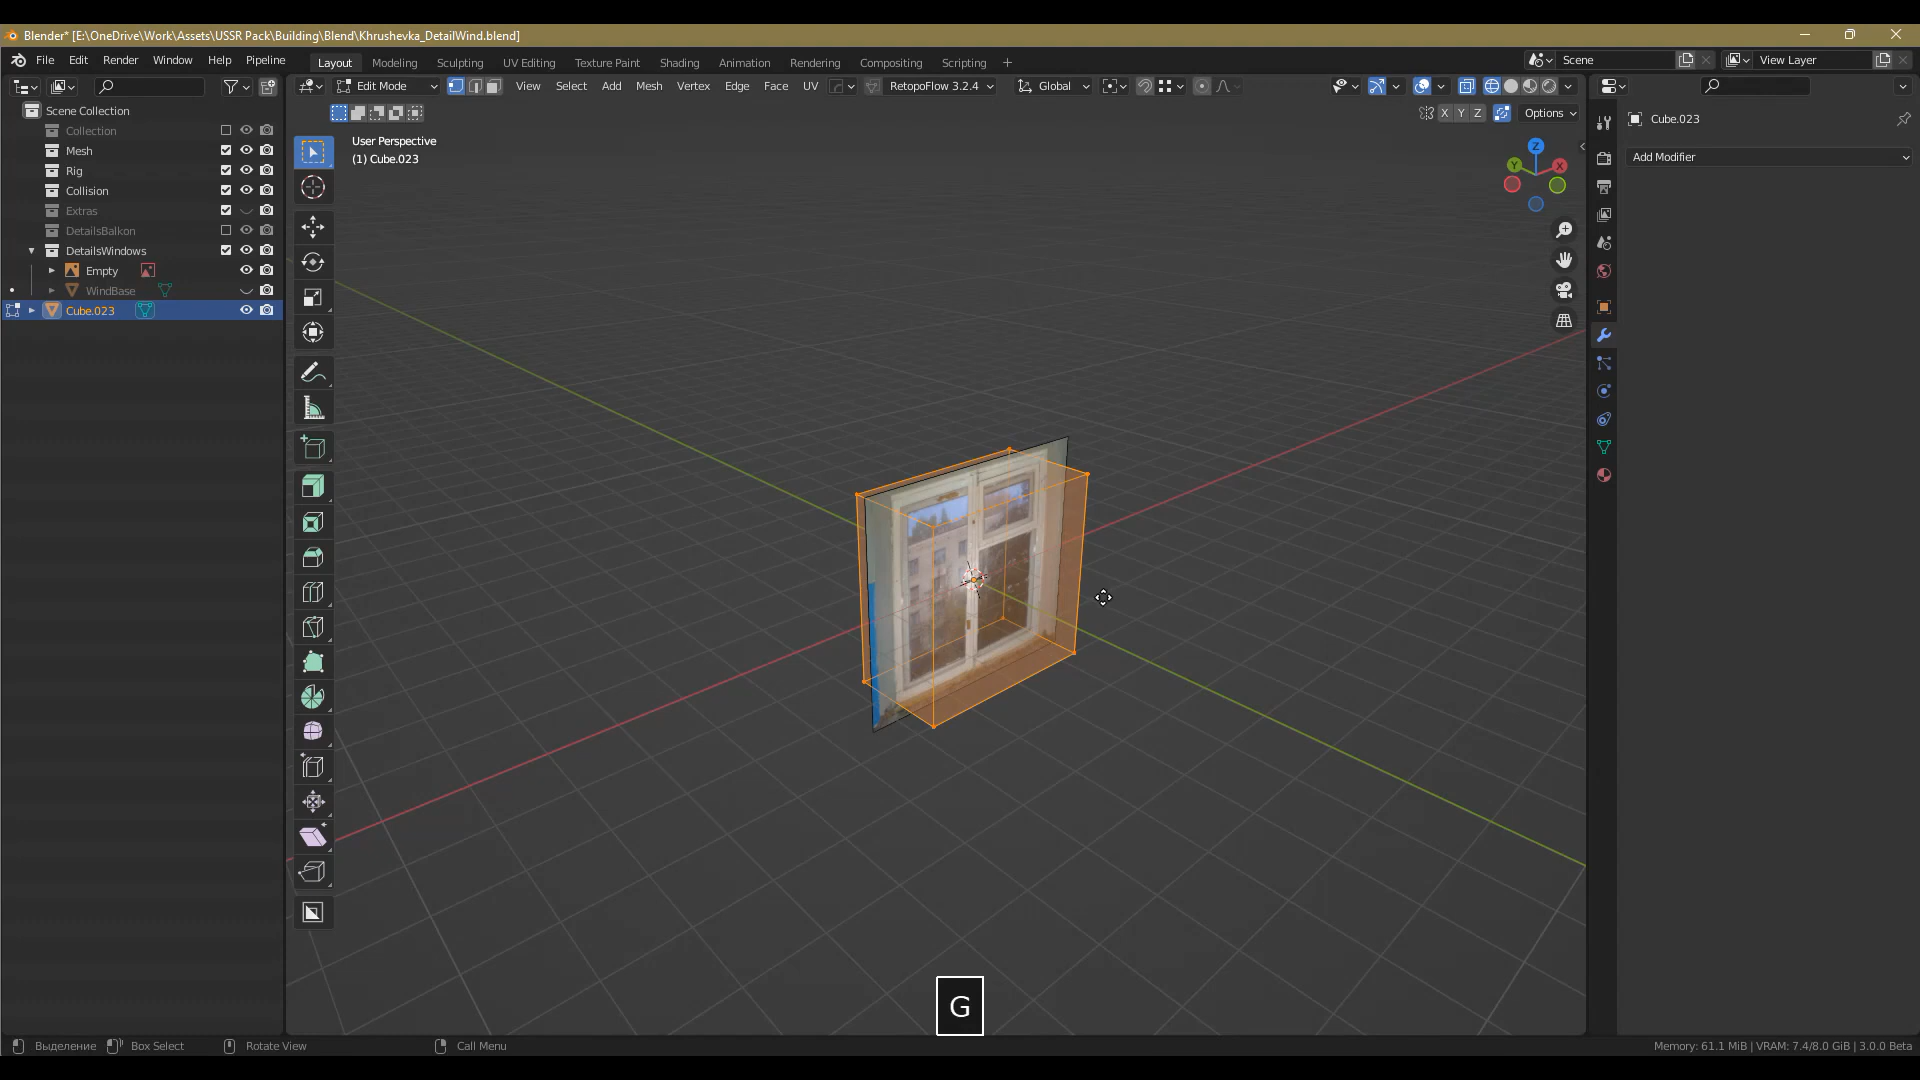 Blender* [E:\OneDrive\Work\Assets\USSR Pack\Building\Blend\Khrushevka_DetailWind.blend]
File Edit Render Window Help Pipeline
Layout Modeling Sculpting UV Editing Texture Paint Shading Animation Rendering Compositing Scripting +
Scene
View Layer
Edit Mode
View Select Add Mesh Vertex Edge Face UV
RetopoFlow 3.2.4
Global
X Y Z
Options
Scene Collection
Collection
Mesh
Rig
Collision
Extras
DetailsBalkon
DetailsWindows
Empty
WindBase
Cube.023
User Perspective
(1) Cube.023
Z
Y
X
Cube.023
Add Modifier
G
Выделение
Box Select
Rotate View
Call Menu
Memory: 61.1 MiB | VRAM: 7.4/8.0 GiB | 3.0.0 Beta